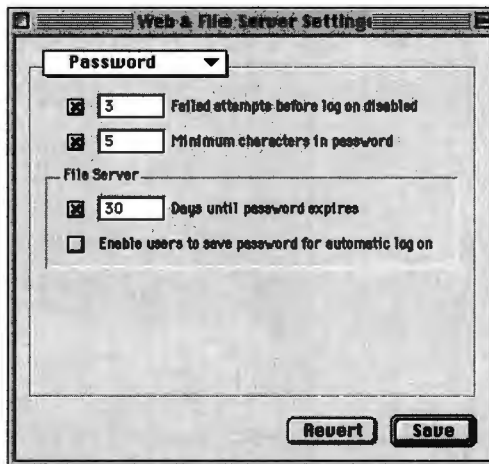 Web & File Server Settings
Password
3 Failed attempts before log on disabled
5 Minimum characters in password
File Server
30 Days until password expires
Enable users to save password for automatic log on
Revert Save